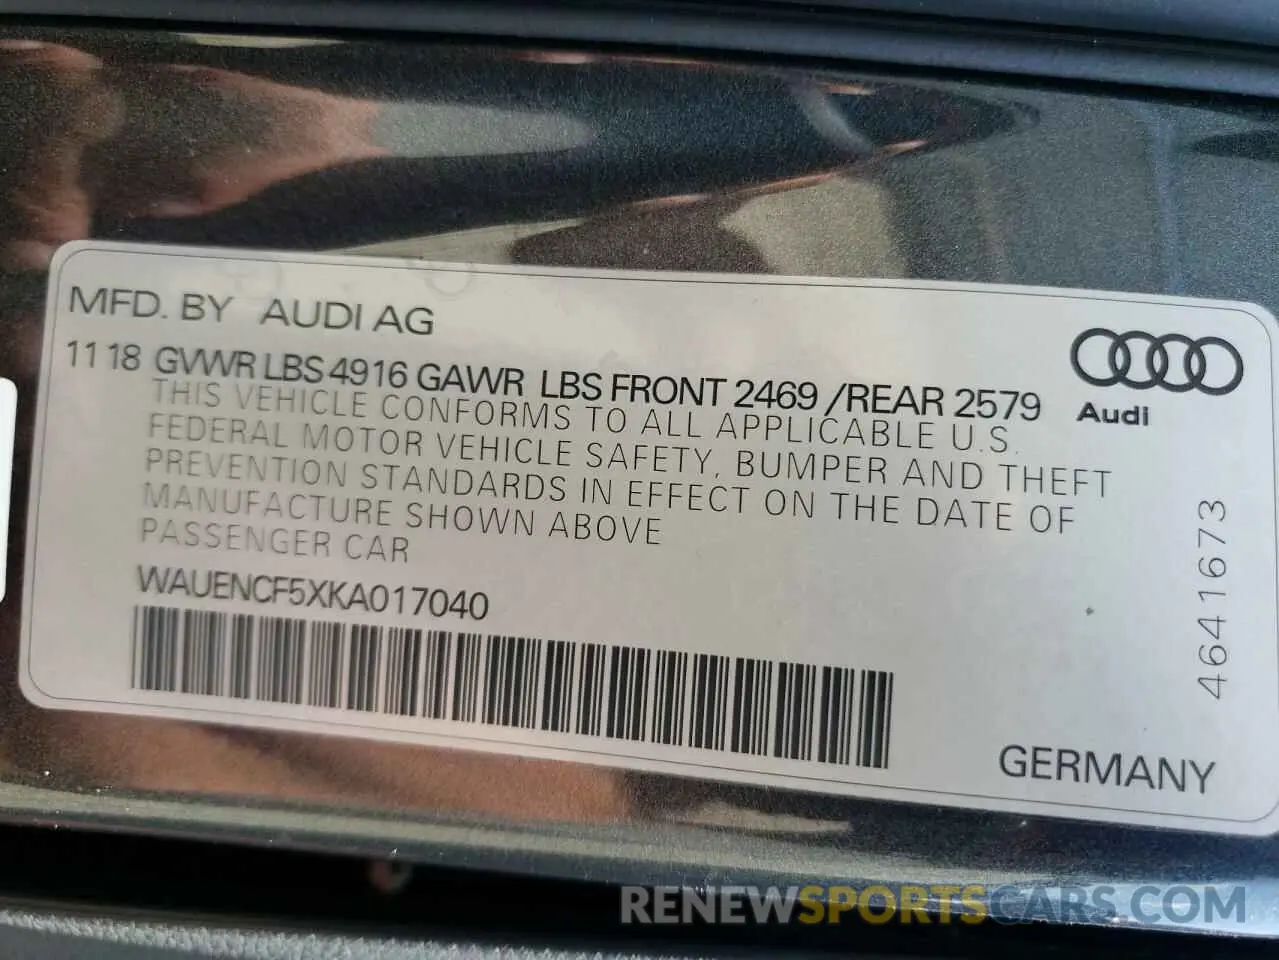 MFD. BY AUDI AG
11 18 GVWR LBS 4916 GAWR LBS FRONT 2469 /REAR 2579
THIS VEHICLE CONFORMS TO ALL APPLICABLE U.S.
FEDERAL MOTOR VEHICLE SAFETY, BUMPER AND THEFT
PREVENTION STANDARDS IN EFFECT ON THE DATE OF
MANUFACTURE SHOWN ABOVE
PASSENGER CAR
WAUENCF5XKA017040
Audi
4641673
GERMANY
RENEWSPORTSCARS.COM